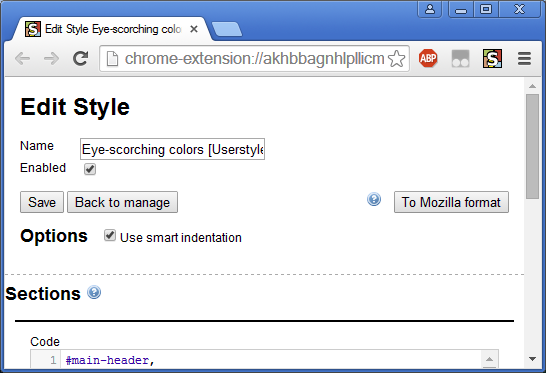 Edit Style Eye-scorching colo
chrome-extension://akhbbagnhlpllicm
ABP
S
Edit Style
Name Eye-scorching colors [Userstyle
Enabled
Save Back to manage ? To Mozilla format
Options Use smart indentation
Sections ?
Code
1 #main-header,